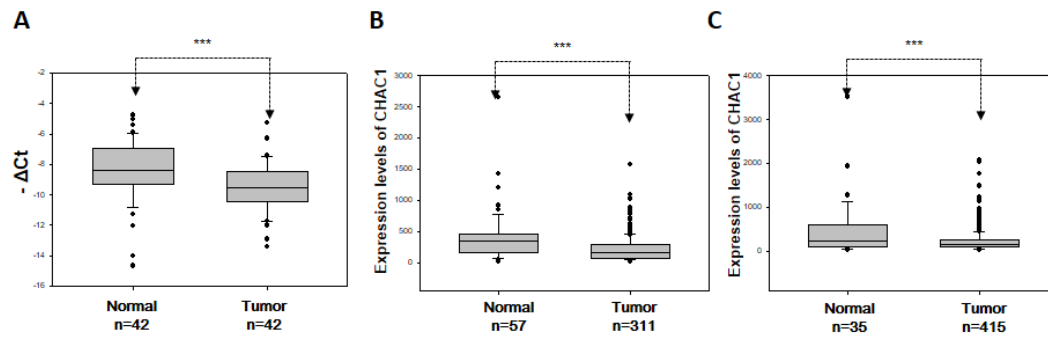 A
***
- ΔCt
-2
-4
-6
-8
-10
-12
-14
-16
Normal
n=42
Tumor
n=42
B
***
Expression levels of CHAC1
3000
2500
2000
1500
1000
500
0
Normal
n=57
Tumor
n=311
C
***
Expression levels of CHAC1
4000
3000
2000
1000
0
Normal
n=35
Tumor
n=415